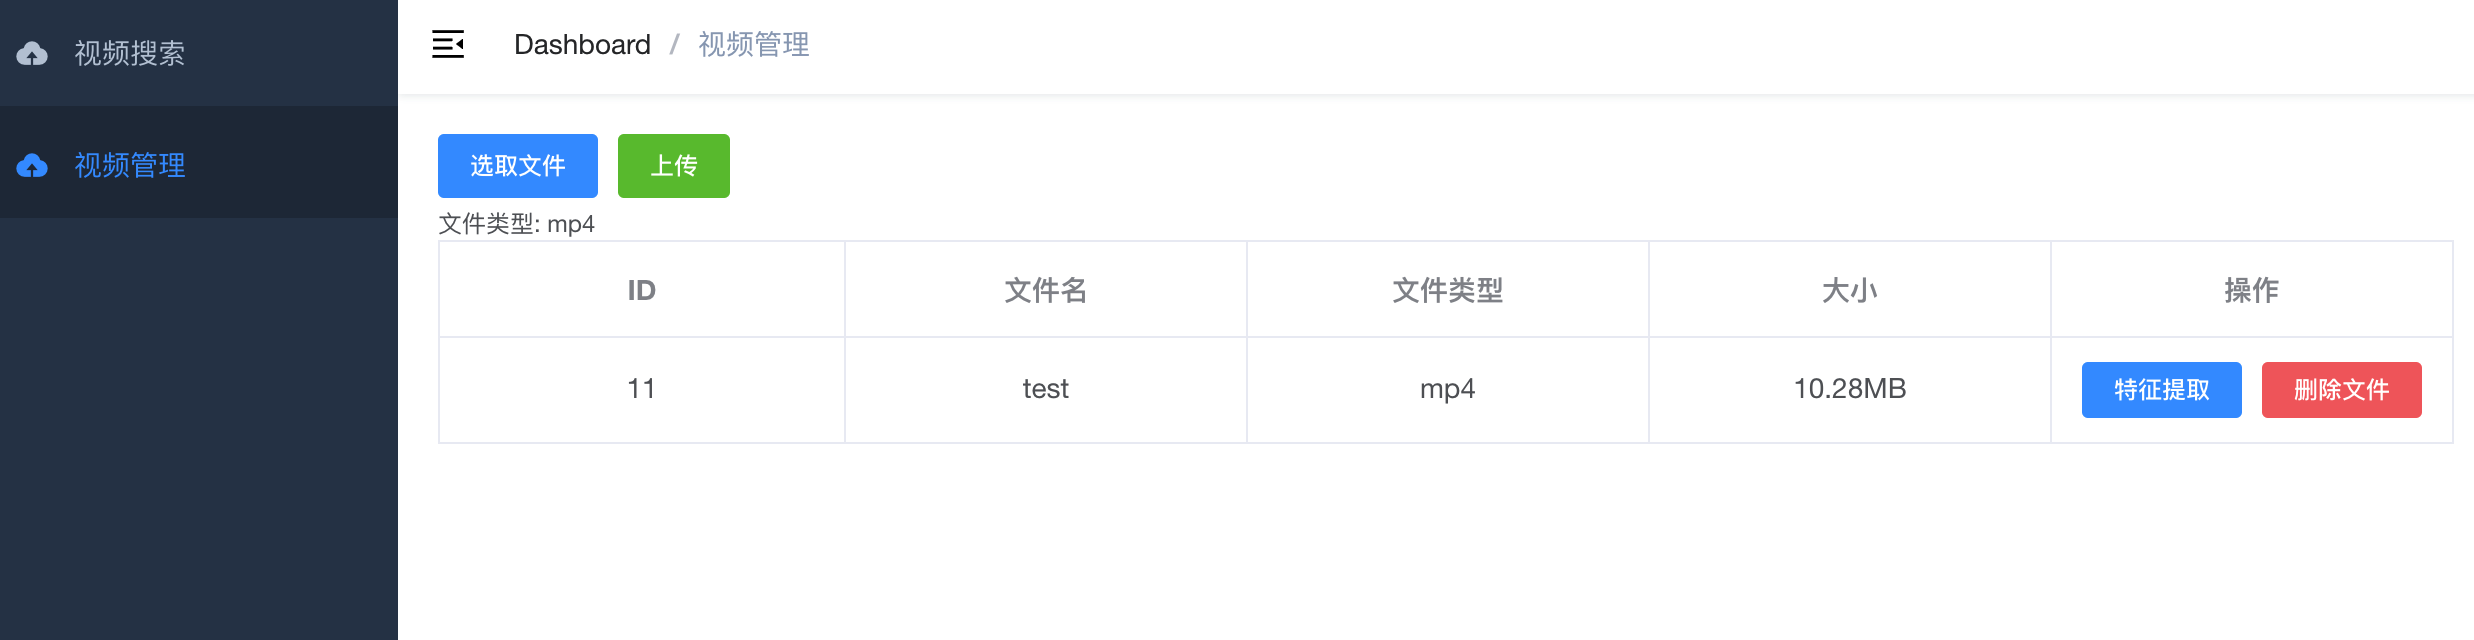 视频搜索
视频管理
Dashboard / 视频管理
选取文件 上传
文件类型: mp4
ID 文件名 文件类型 大小 操作
11 test mp4 10.28MB 特征提取 删除文件